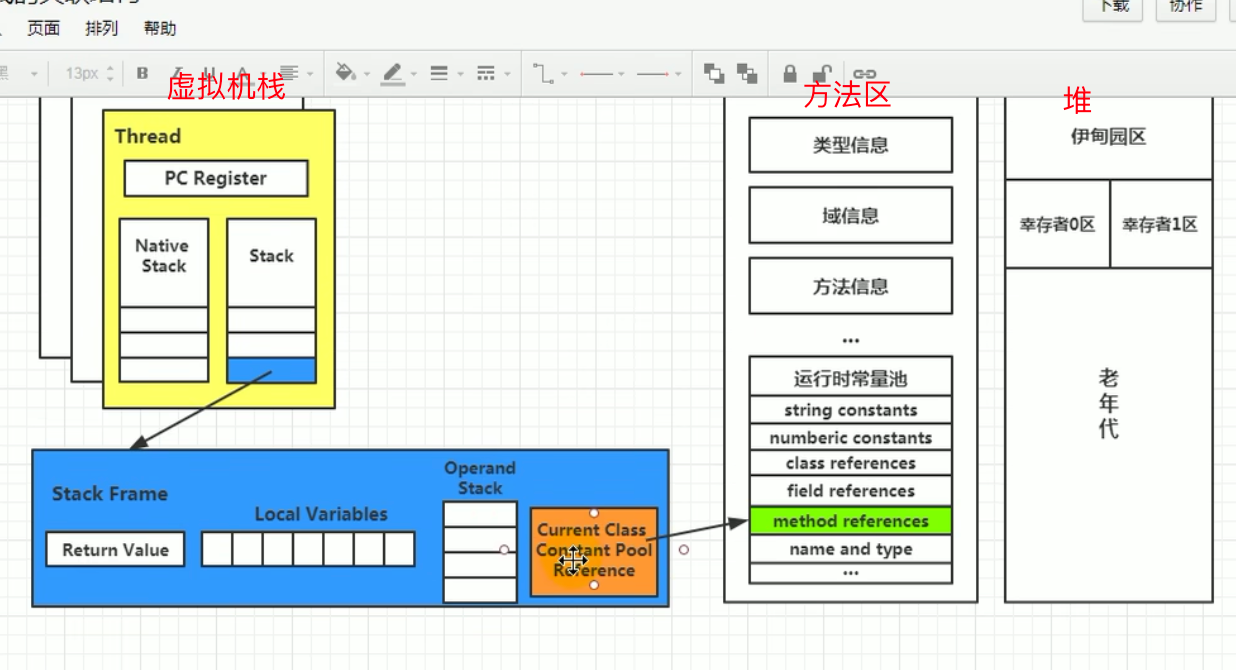 页面 排列 帮助
下载 协作
13px B I U A
虚拟机栈
方法区
堆
Thread
PC Register
Native
Stack
Stack
Stack Frame
Return Value
Local Variables
Operand
Stack
Current Class
Constant Pool
Reference
类型信息
域信息
方法信息
...
运行时常量池
string constants
numberic constants
class references
field references
method references
name and type
...
伊甸园区
幸存者0区
幸存者1区
老
年
代